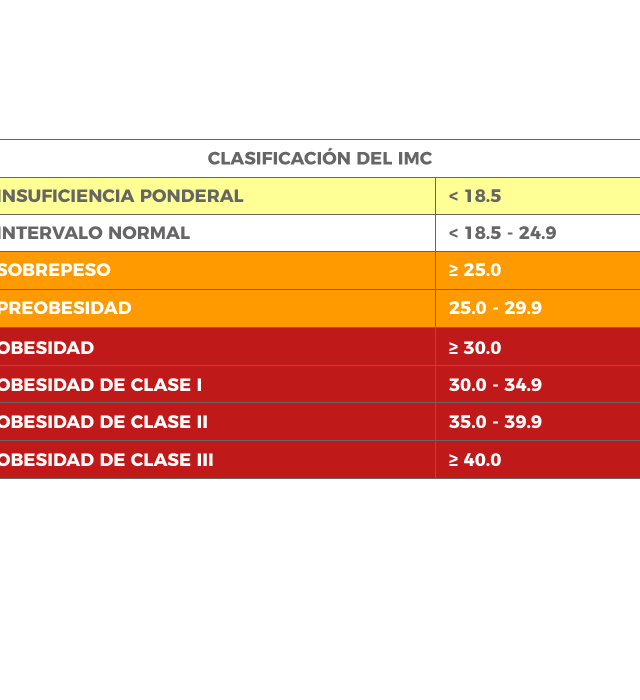 CLASIFICACIÓN DEL IMC
INSUFICIENCIA PONDERAL < 18.5
INTERVALO NORMAL < 18.5 - 24.9
SOBREPESO ≥ 25.0
PREOBESIDAD 25.0 - 29.9
OBESIDAD ≥ 30.0
OBESIDAD DE CLASE I 30.0 - 34.9
OBESIDAD DE CLASE II 35.0 - 39.9
OBESIDAD DE CLASE III ≥ 40.0